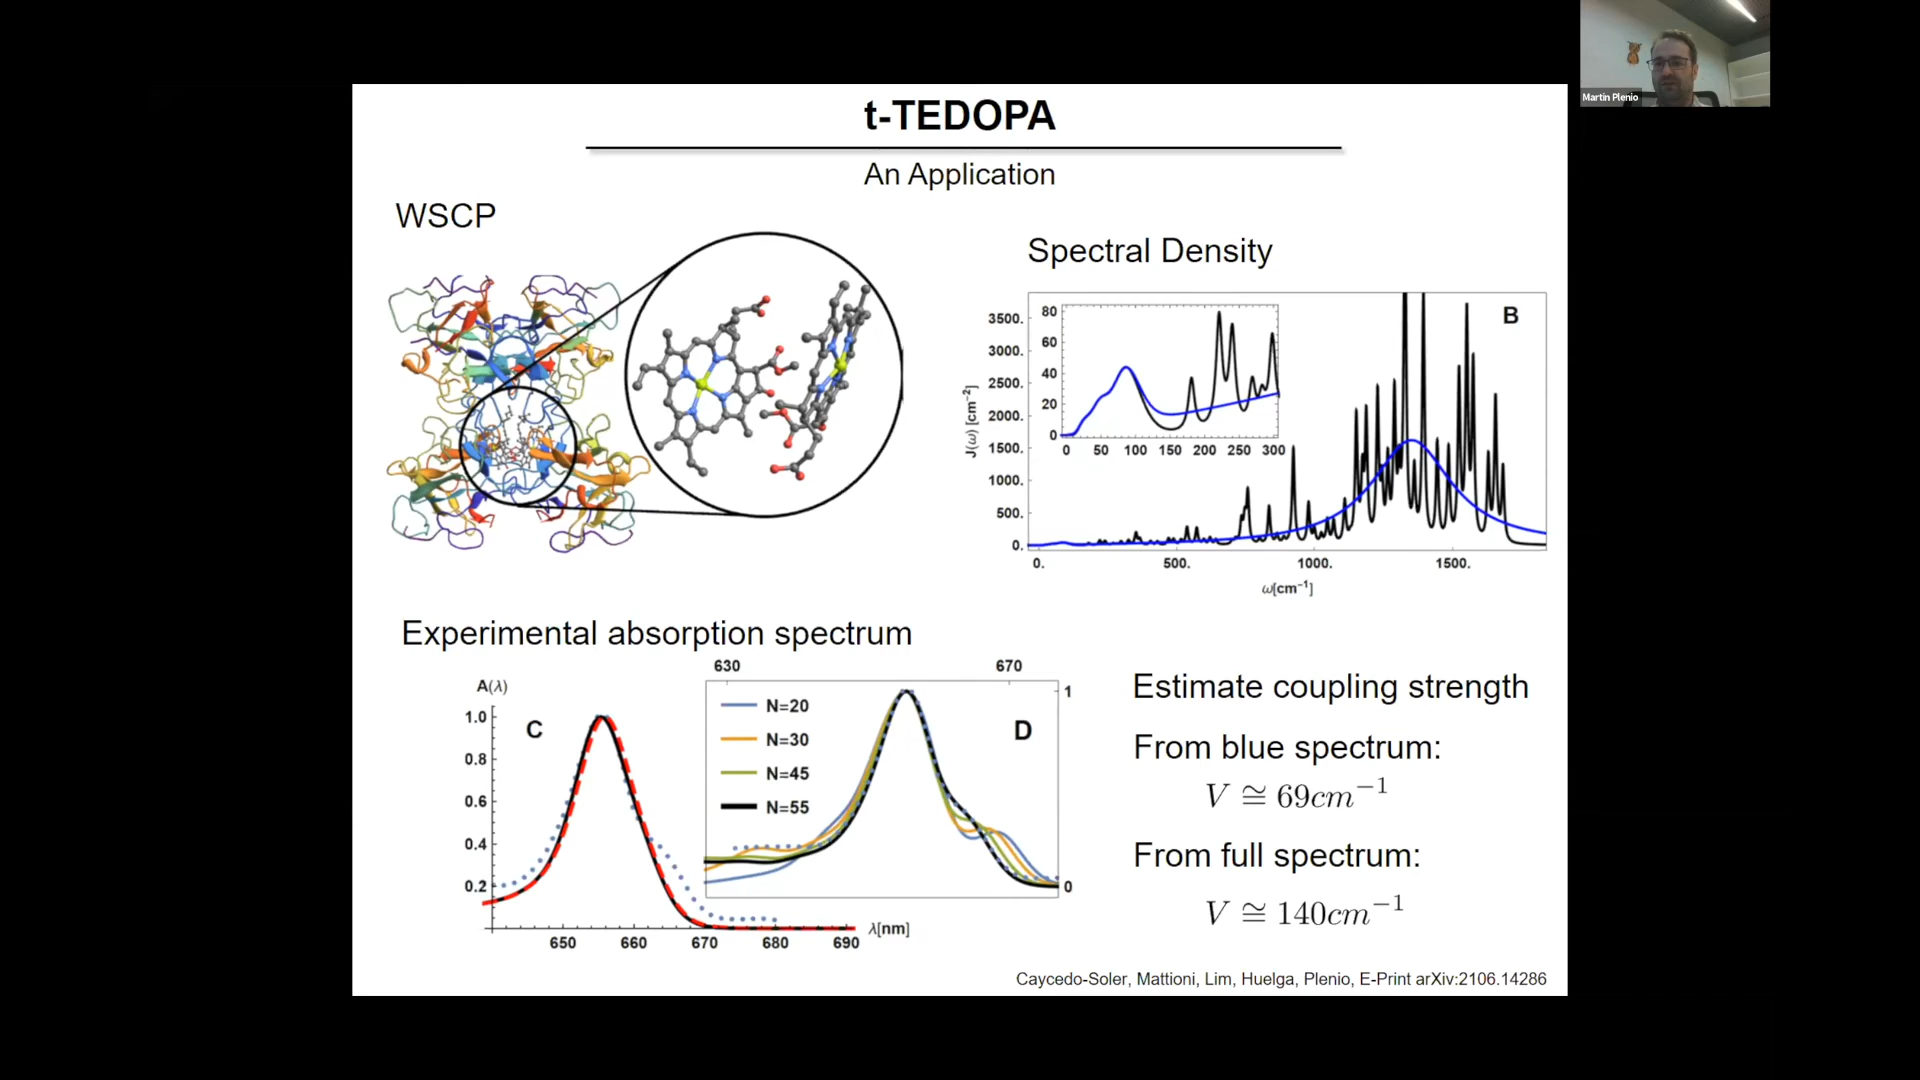 Martin Plenio
t-TEDOPA
An Application
WSCP
Spectral Density
B
J(ω) [cm⁻²]
3500.
3000.
2500.
2000.
1500.
1000.
500.
0.
80
60
40
20
0
0 50 100 150 200 250 300
0. 500. 1000. 1500.
ω[cm⁻¹]
Experimental absorption spectrum
A(λ)
1.0
0.8
0.6
0.4
0.2
C
650 660 670 680 690
λ[nm]
630 670
N=20
N=30
N=45
N=55
D
1
0
Estimate coupling strength
From blue spectrum:
V ≅ 69cm⁻¹
From full spectrum:
V ≅ 140cm⁻¹
Caycedo-Soler, Mattioni, Lim, Huelga, Plenio, E-Print arXiv:2106.14286